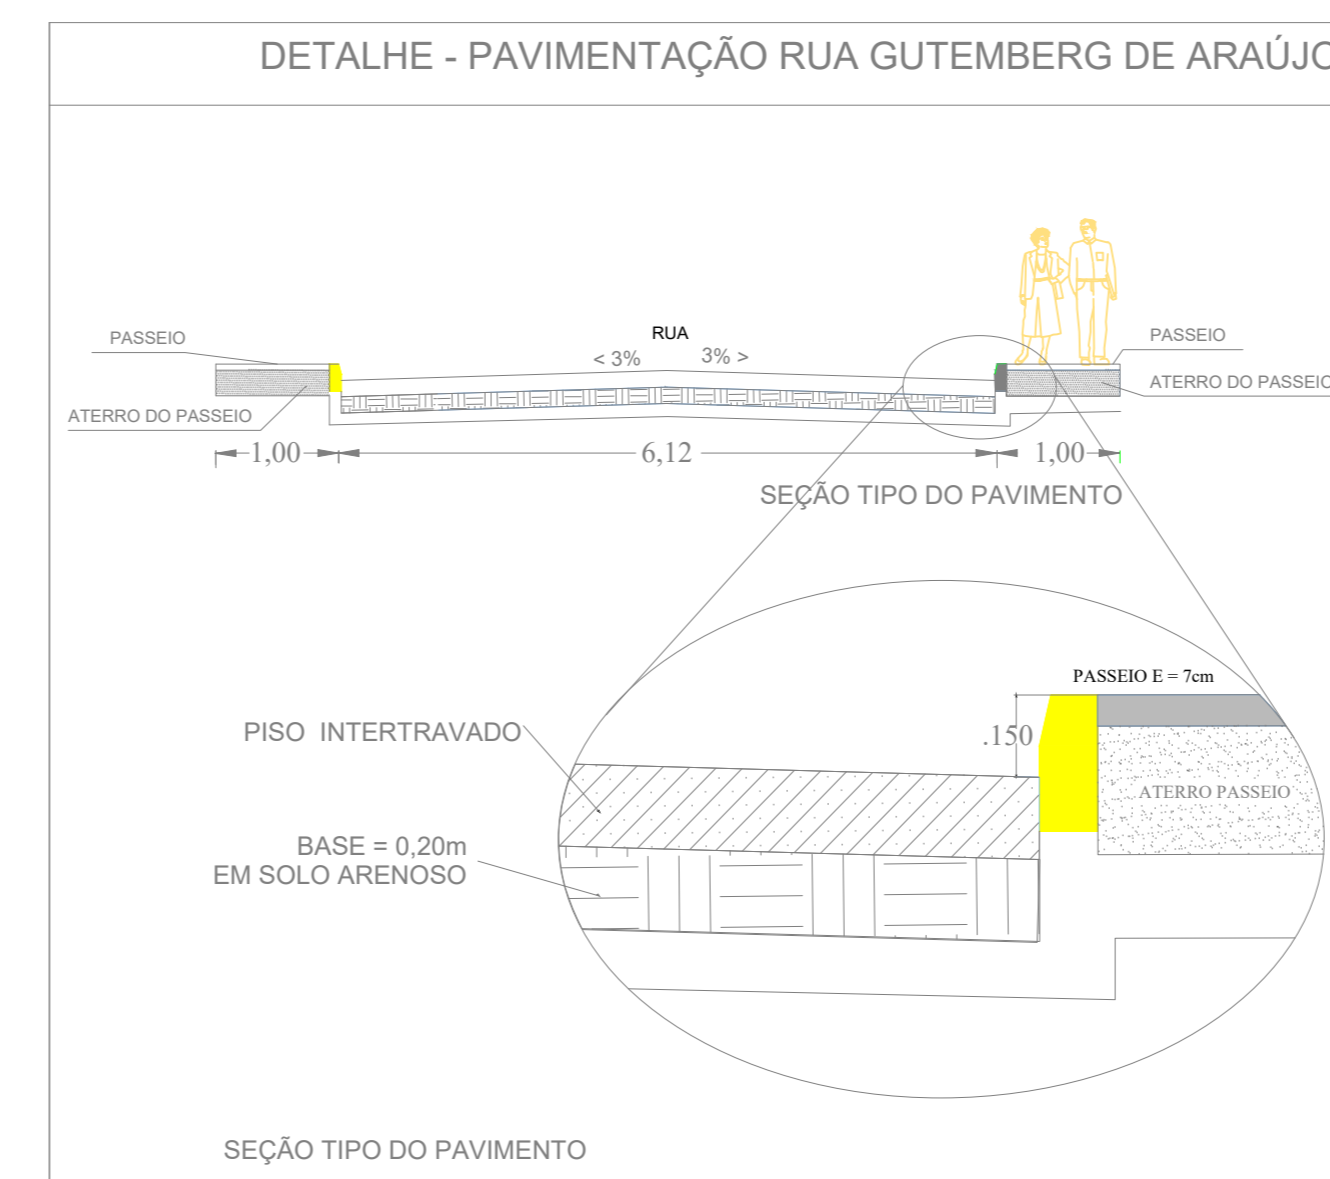 DETALHE - PAVIMENTAÇÃO RUA GUTEMBERG DE ARAÚJO
RUA
PASSEIO
< 3%
3% >
PASSEIO
ATERRO DO PASSEIO
ATERRO DO PASSEIO
1,00
6,12
1,00
SEÇÃO TIPO DO PAVIMENTO
PASSEIO E = 7cm
PISO INTERTRAVADO
.150
ATERRO PASSEIO
BASE = 0,20m
EM SOLO ARENOSO
SEÇÃO TIPO DO PAVIMENTO